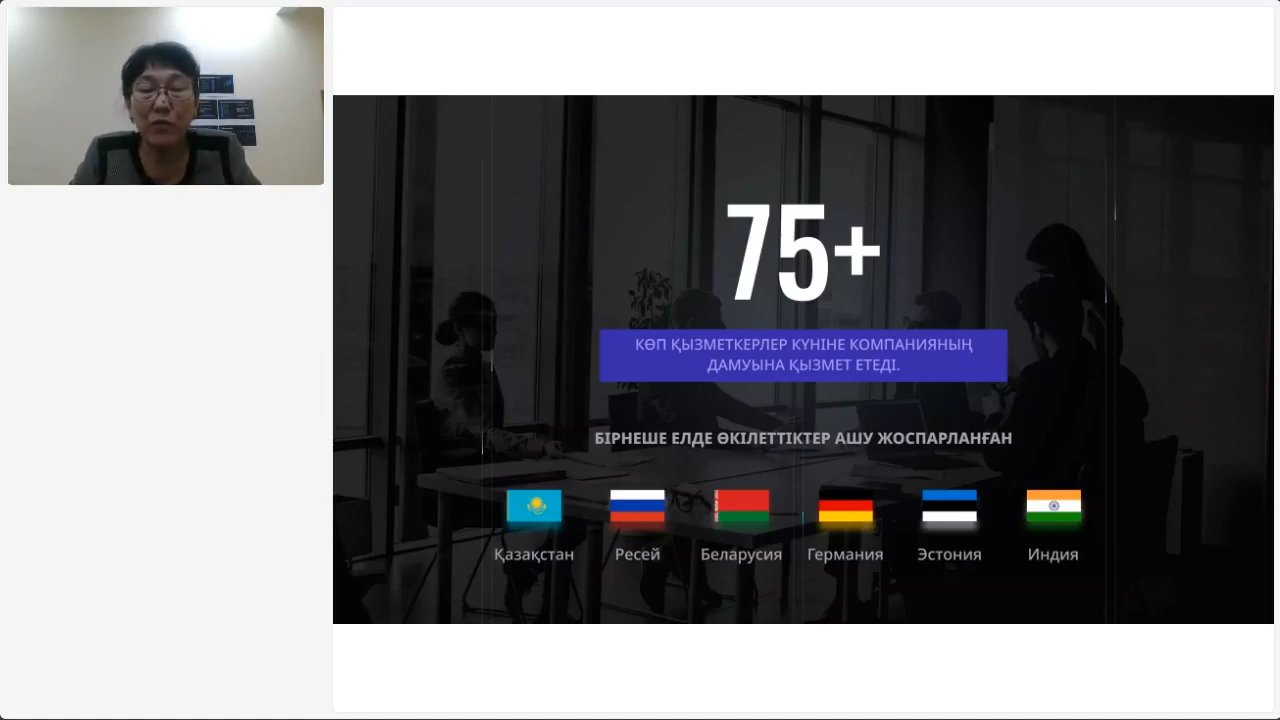 75+
КӨП ҚЫЗМЕТКЕРЛЕР КҮНІНЕ КОМПАНИЯНЫҢ
ДАМУЫНА ҚЫЗМЕТ ЕТЕДІ.
БІРНЕШЕ ЕЛДЕ ӨКІЛЕТТІКТЕР АШУ ЖОСПАРЛАНҒАН
Қазақстан Ресей Беларусия Германия Эстония Индия